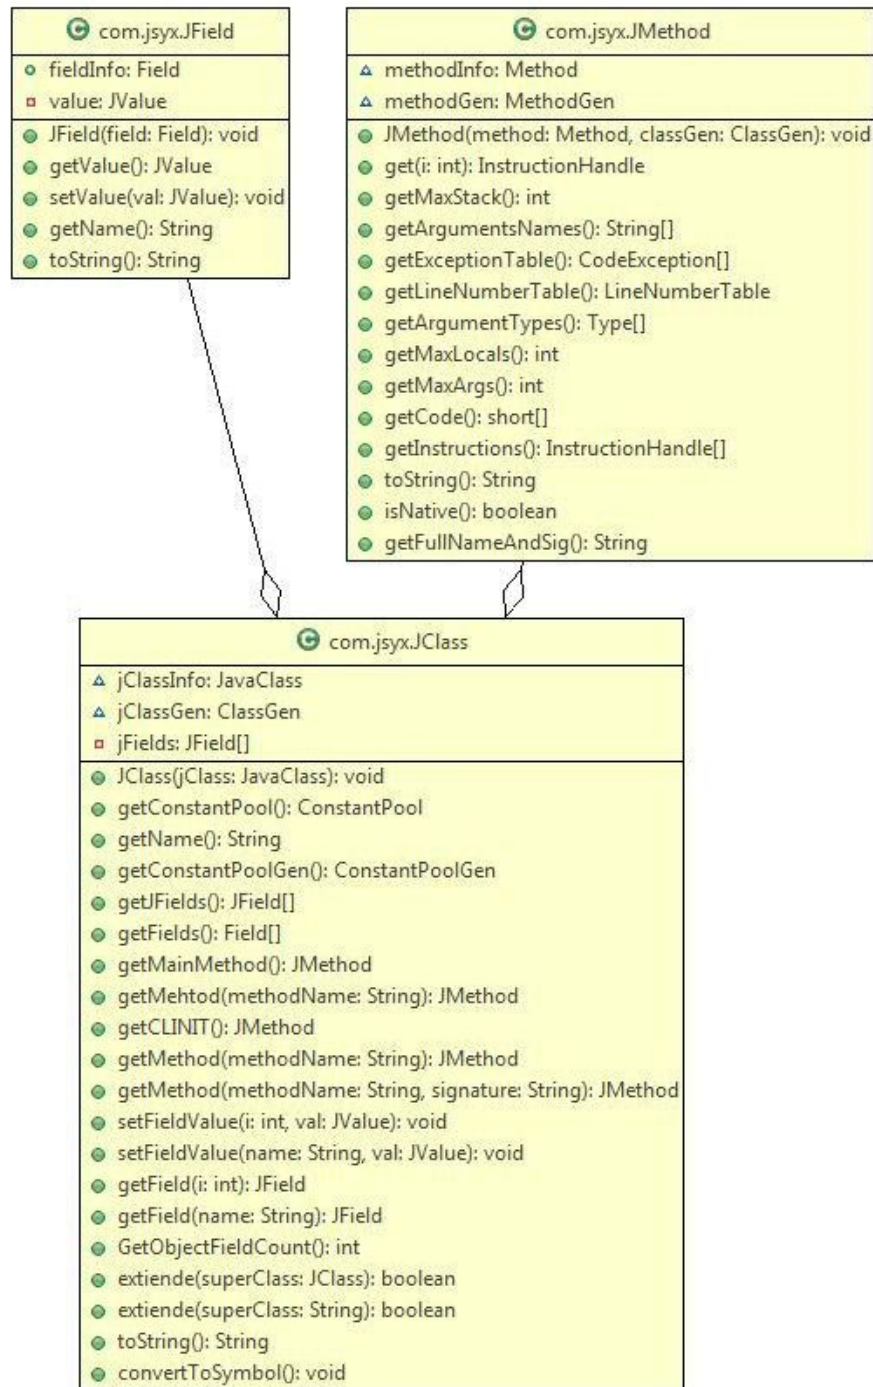 com.jsyx.JField
fieldInfo: Field
value: JValue
JField(field: Field): void
getValue(): JValue
setValue(val: JValue): void
getName(): String
toString(): String
com.jsyx.JMethod
methodInfo: Method
methodGen: MethodGen
JMethod(method: Method, classGen: ClassGen): void
get(i: int): InstructionHandle
getMaxStack(): int
getArgumentsNames(): String[]
getExceptionTable(): CodeException[]
getLineNumberTable(): LineNumberTable
getArgumentTypes(): Type[]
getMaxLocals(): int
getMaxArgs(): int
getCode(): short[]
getInstructions(): InstructionHandle[]
toString(): String
isNative(): boolean
getFullNameAndSig(): String
com.jsyx.JClass
jClassInfo: JavaClass
jClassGen: ClassGen
jFields: JField[]
JClass(jClass: JavaClass): void
getConstantPool(): ConstantPool
getName(): String
getConstantPoolGen(): ConstantPoolGen
getJFields(): JField[]
getFields(): Field[]
getMainMethod(): JMethod
getMehtod(methodName: String): JMethod
getCLINIT(): JMethod
getMethod(methodName: String): JMethod
getMethod(methodName: String, signature: String): JMethod
setFieldValue(i: int, val: JValue): void
setFieldValue(name: String, val: JValue): void
getField(i: int): JField
getField(name: String): JField
GetObjectFieldCount(): int
extiende(superClass: JClass): boolean
extiende(superClass: String): boolean
toString(): String
convertToSymbol(): void